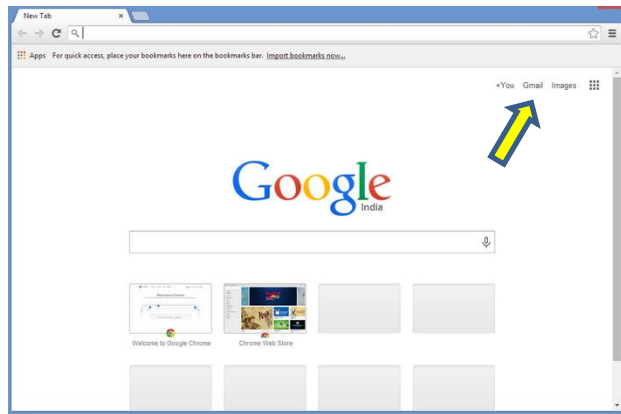 New Tab
Apps For quick access, place your bookmarks here on the bookmarks bar. Import bookmarks now...
+You Gmail Images
Google
India
Welcome to Google Chrome
Chrome Web Store